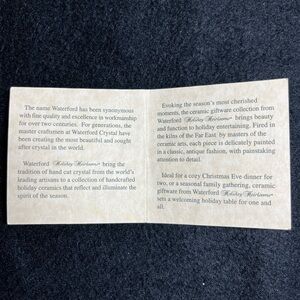 The name Waterford has been synonymous
with fine quality and excellence in workmanship
for over two centuries. For generations, the
master craftsmen at Waterford Crystal have
been creating the most beautiful and sought
after crystal in the world.
Waterford Holiday Heirlooms bring the
tradition of hand cut crystal from the world's
leading artisans to a collection of handcrafted
holiday ceramics that reflect and illuminate the
spirit of the season.
Evoking the season's most cherished
moments, the ceramic giftware collection from
Waterford Holiday Heirlooms brings beauty
and function to holiday entertaining. Fired in
the kilns of the Far East by masters of the
ceramic arts, each piece is delicately painted
in a classic, antique fashion, with painstaking
attention to detail.
Ideal for a cozy Christmas Eve dinner for
two, or a seasonal family gathering, ceramic
giftware from Waterford Holiday Heirlooms
sets a welcoming holiday table for one and
all.